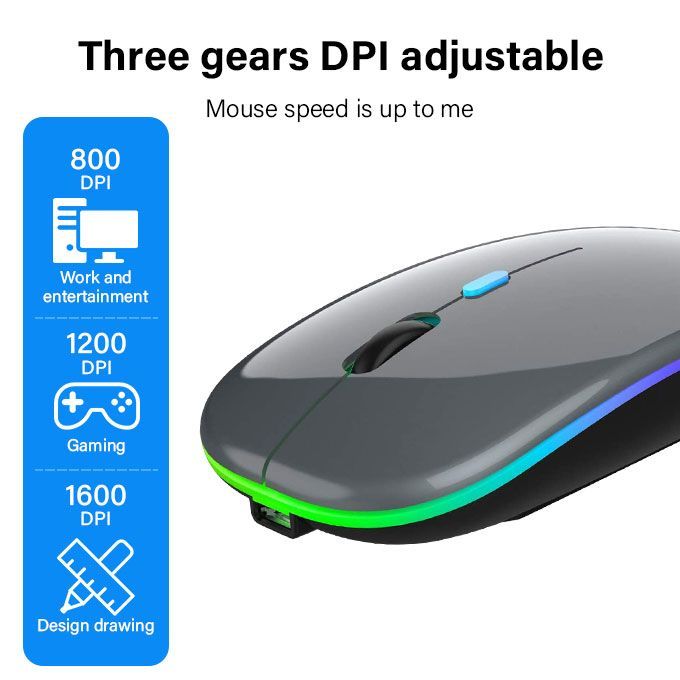 Three gears DPI adjustable
Mouse speed is up to me
800
DPI
Work and
entertainment
1200
DPI
Gaming
1600
DPI
Design drawing